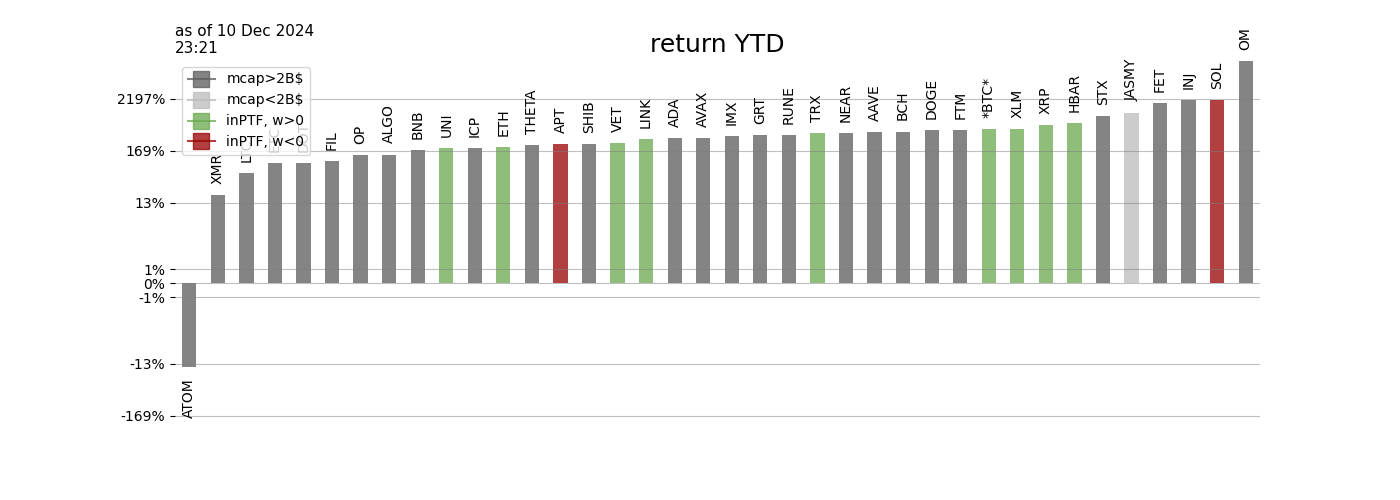 as of 10 Dec 2024
23:21
return YTD
mcap>2B$
mcap<2B$
inPTF, w>0
inPTF, w<0
2197%
169%
13%
1%
0%
-1%
-13%
-169%
ATOM
XMR
FIL
OP
ALGO
BNB
UNI
ICP
ETH
THETA
APT
SHIB
VET
LINK
ADA
AVAX
IMX
GRT
RUNE
TRX
NEAR
AAVE
BCH
DOGE
FTM
*BTC*
XLM
XRP
HBAR
STX
JASMY
FET
INJ
SOL
OM